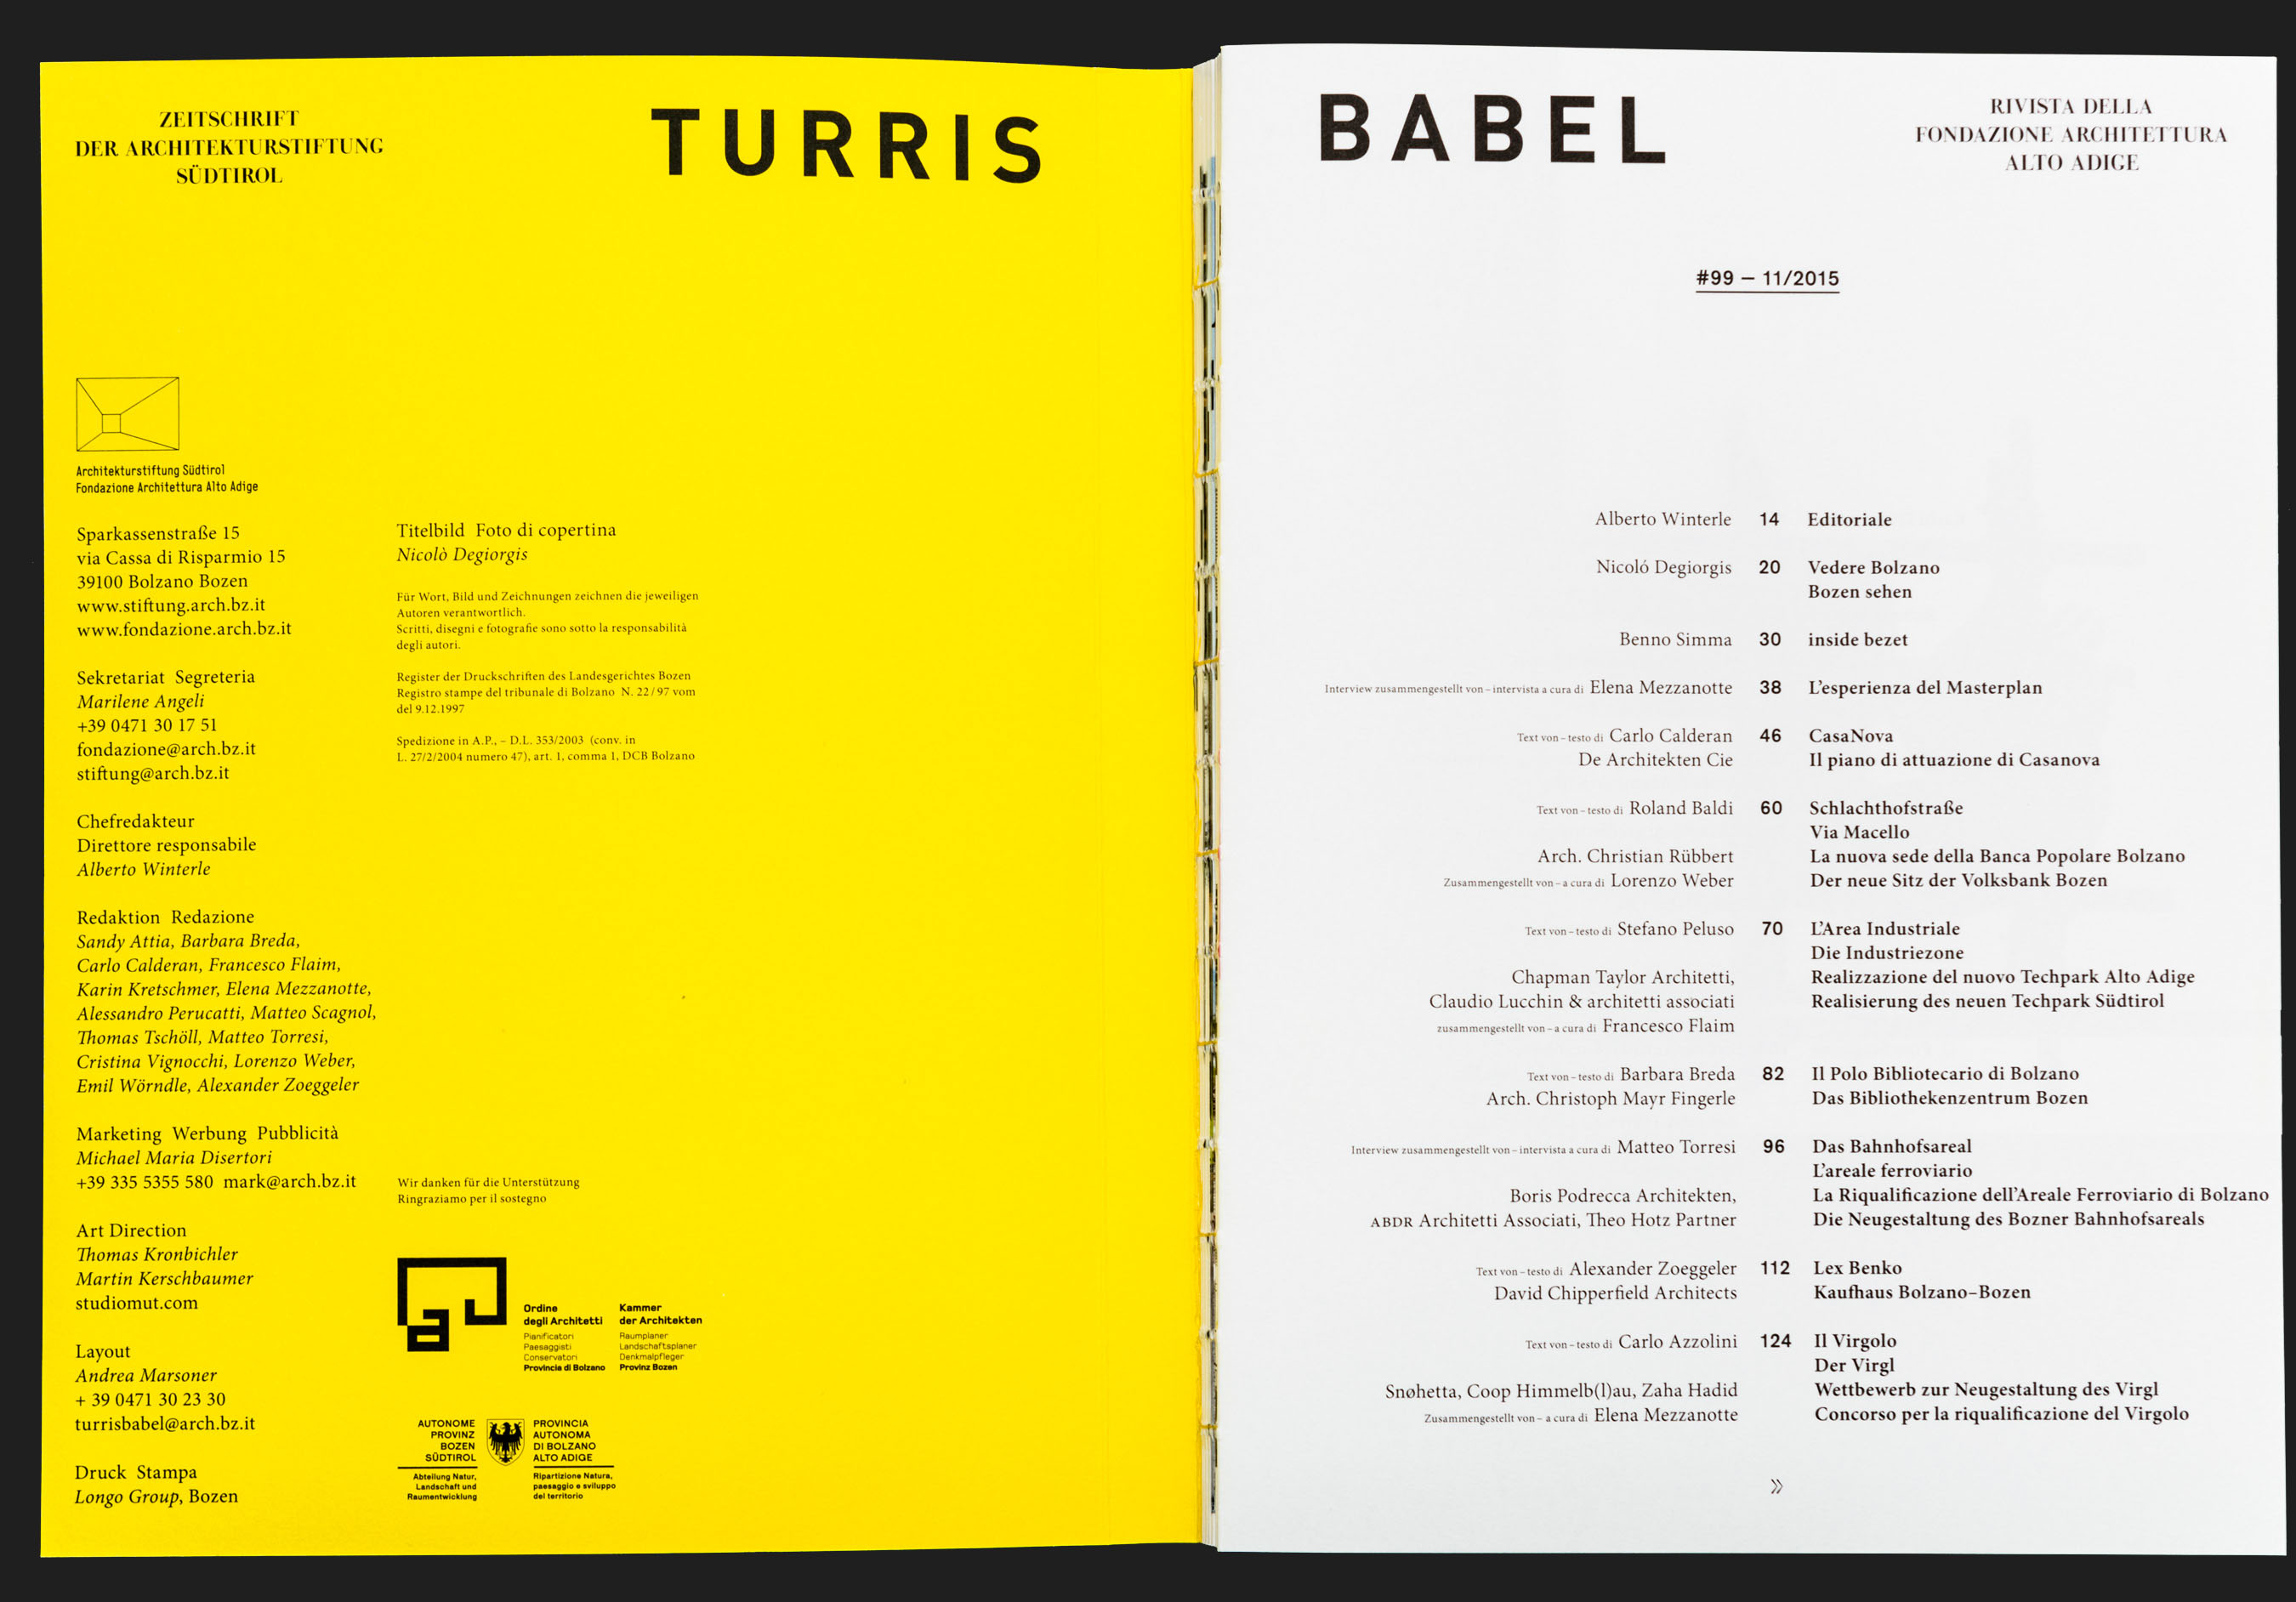 ZEITSCHRIFT
DER ARCHITEKTURSTIFTUNG
SÜDTIROL
TURRIS
Architekturstiftung Südtirol
Fondazione Architettura Alto Adige
Sparkassenstraße 15
via Cassa di Risparmio 15
39100 Bolzano Bozen
www.stiftung.arch.bz.it
www.fondazione.arch.bz.it
Sekretariat Segreteria
Marilene Angeli
+39 0471 30 17 51
fondazione@arch.bz.it
stiftung@arch.bz.it
Chefredakteur
Direttore responsabile
Alberto Winterle
Redaktion Redazione
Sandy Attia, Barbara Breda,
Carlo Calderan, Francesco Flaim,
Karin Kretschmer, Elena Mezzanotte,
Alessandro Perucatti, Matteo Scagnol,
Thomas Tschöll, Matteo Torresi,
Cristina Vignocchi, Lorenzo Weber,
Emil Wörndle, Alexander Zoeggeler
Marketing Werbung Pubblicità
Michael Maria Disertori
+39 335 5355 580 mark@arch.bz.it
Art Direction
Thomas Kronbichler
Martin Kerschbaumer
studiomut.com
Layout
Andrea Marsoner
+ 39 0471 30 23 30
turrisbabel@arch.bz.it
Druck Stampa
Longo Group, Bozen
Titelbild Foto di copertina
Nicolò Degiorgis
Für Wort, Bild und Zeichnungen zeichnen die jeweiligen
Autoren verantwortlich.
Scritti, disegni e fotografie sono sotto la responsabilità
degli autori.
Register der Druckschriften des Landesgerichtes Bozen
Registro stampe del tribunale di Bolzano N. 22/97 vom
del 9.12.1997
Spedizione in A.P., – D.L. 353/2003 (conv. in
L. 27/2/2004 numero 47), art. 1, comma 1, DCB Bolzano
Wir danken für die Unterstützung
Ringraziamo per il sostegno
Ordine
degli Architetti
Pianificatori
Paesaggisti
Conservatori
Provincia di Bolzano
Kammer
der Architekten
Raumplaner
Landschaftsplaner
Denkmalpfleger
Provinz Bozen
AUTONOME
PROVINZ
BOZEN
SÜDTIROL
Abteilung Natur,
Landschaft und
Raumentwicklung
PROVINCIA
AUTONOMA
DI BOLZANO
ALTO ADIGE
Ripartizione Natura,
paesaggio e sviluppo
del territorio
BABEL
RIVISTA DELLA
FONDAZIONE ARCHITETTURA
ALTO ADIGE
#99 – 11/2015
Alberto Winterle 14 Editoriale
Nicoló Degiorgis 20 Vedere Bolzano
Bozen sehen
Benno Simma 30 inside bezet
Interview zusammengestellt von – intervista a cura di Elena Mezzanotte 38 L'esperienza del Masterplan
Text von – testo di Carlo Calderan 46 CasaNova
De Architekten Cie Il piano di attuazione di Casanova
Text von – testo di Roland Baldi 60 Schlachthofstraße
Via Macello
Arch. Christian Rübbert La nuova sede della Banca Popolare Bolzano
Zusammengestellt von – a cura di Lorenzo Weber Der neue Sitz der Volksbank Bozen
Text von – testo di Stefano Peluso 70 L'Area Industriale
Die Industriezone
Chapman Taylor Architetti, Realizzazione del nuovo Techpark Alto Adige
Claudio Lucchin & architetti associati Realisierung des neuen Techpark Südtirol
zusammengestellt von – a cura di Francesco Flaim
Text von – testo di Barbara Breda 82 Il Polo Bibliotecario di Bolzano
Arch. Christoph Mayr Fingerle Das Bibliothekenzentrum Bozen
Interview zusammengestellt von – intervista a cura di Matteo Torresi 96 Das Bahnhofsareal
L'areale ferroviario
Boris Podrecca Architekten, La Riqualificazione dell'Areale Ferroviario di Bolzano
ABDR Architetti Associati, Theo Hotz Partner Die Neugestaltung des Bozner Bahnhofsareals
Text von – testo di Alexander Zoeggeler 112 Lex Benko
David Chipperfield Architects Kaufhaus Bolzano–Bozen
Text von – testo di Carlo Azzolini 124 Il Virgolo
Der Virgl
Snøhetta, Coop Himmelb(l)au, Zaha Hadid Wettbewerb zur Neugestaltung des Virgl
Zusammengestellt von – a cura di Elena Mezzanotte Concorso per la riqualificazione del Virgolo
»